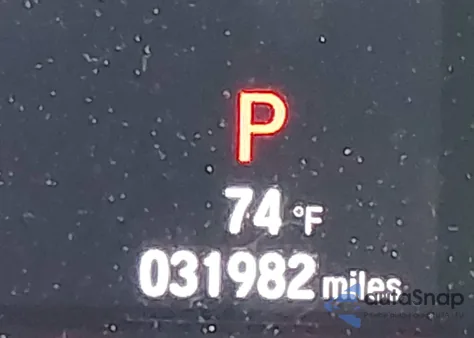 P
74 °F
031982 miles
autoSnap